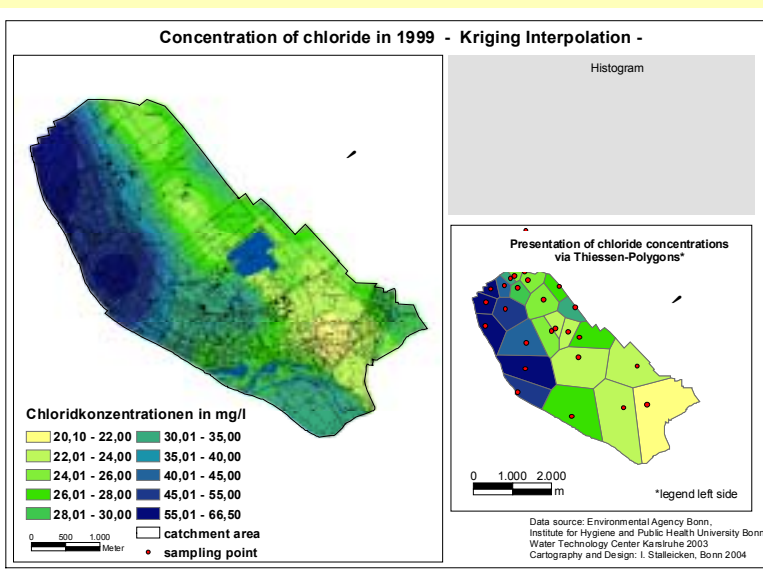 Concentration of chloride in 1999 - Kriging Interpolation -
Histogram
Presentation of chloride concentrations
via Thiessen-Polygons*
Chloridkonzentrationen in mg/l
20,10 - 22,00 30,01 - 35,00
22,01 - 24,00 35,01 - 40,00
24,01 - 26,00 40,01 - 45,00
26,01 - 28,00 45,01 - 55,00
28,01 - 30,00 55,01 - 66,50
catchment area
sampling point
0 500 1.000
Meter
0 1.000 2.000
m
*legend left side
Data source: Environmental Agency Bonn,
Institute for Hygiene and Public Health University Bonn
Water Technology Center Karslruhe 2003
Cartography and Design: I. Stalleicken, Bonn 2004